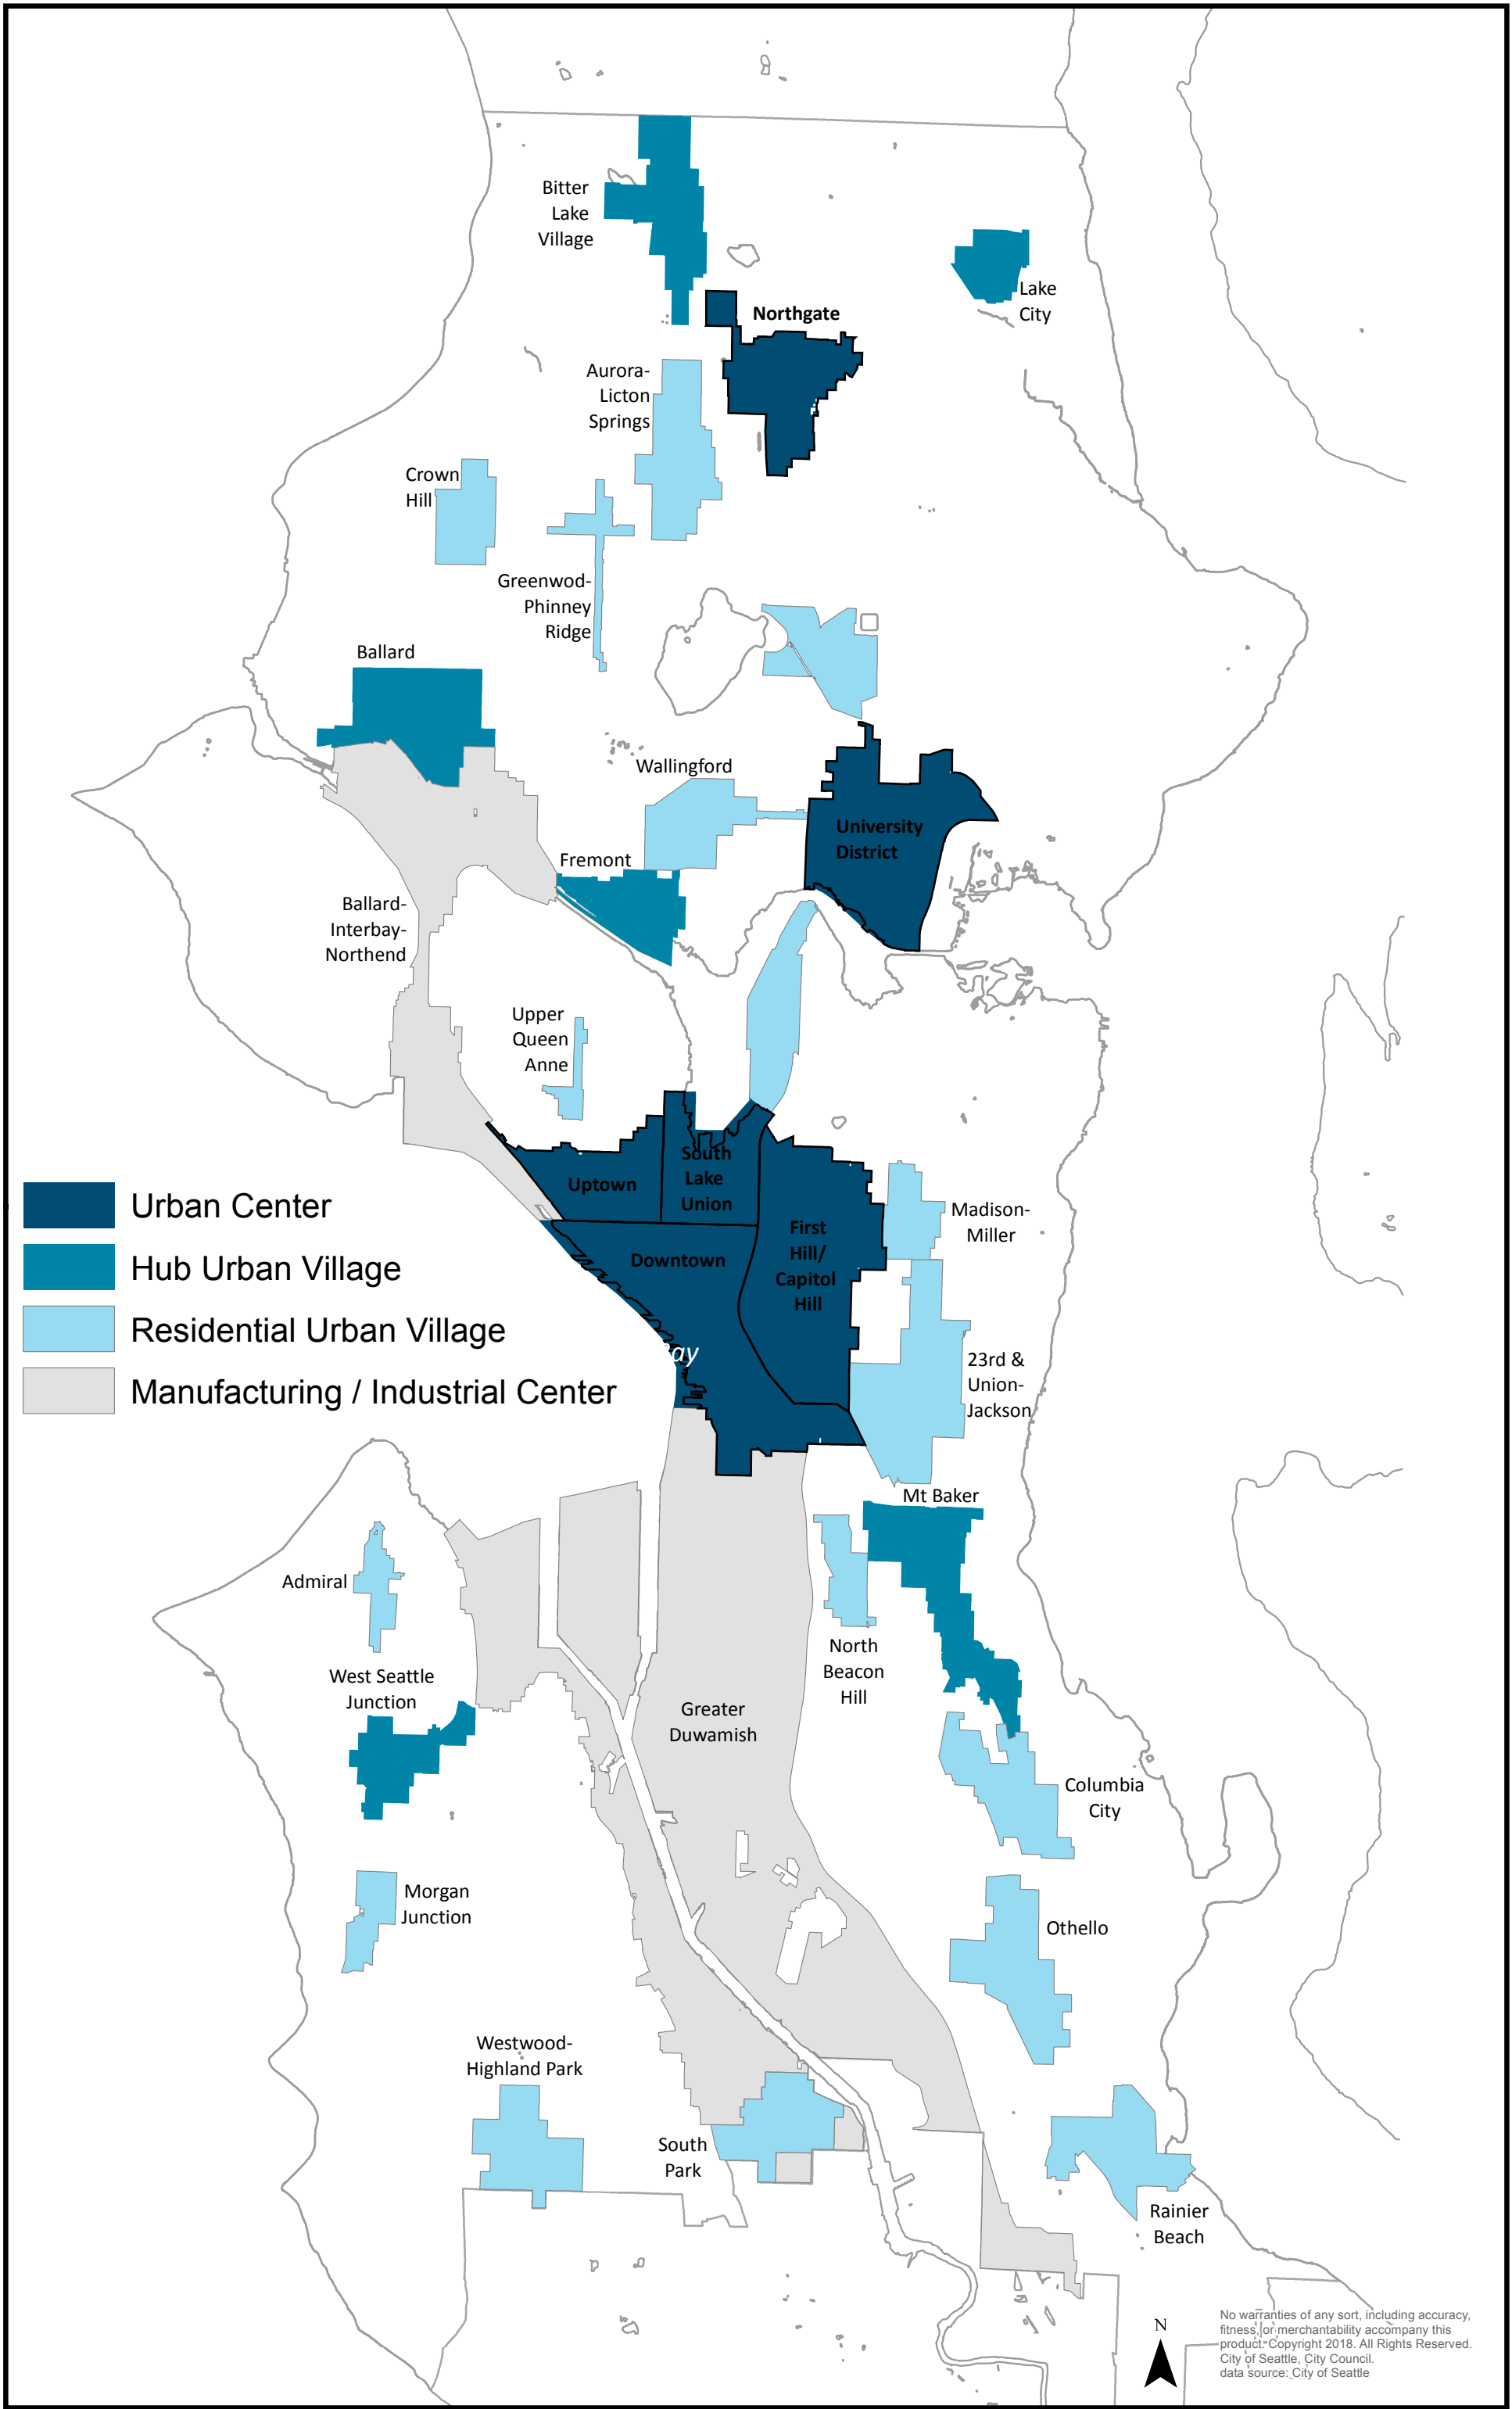 Bitter
Lake
Village
Lake
City
Northgate
Aurora-
Licton
Springs
Crown
Hill
Greenwod-
Phinney
Ridge
Ballard
Wallingford
University
District
Fremont
Ballard-
Interbay-
Northend
Upper
Queen
Anne
South
Lake
Union
Uptown
Madison-
Miller
First
Hill/
Capitol
Hill
Downtown
Urban Center
Hub Urban Village
Residential Urban Village
Manufacturing / Industrial Center
23rd &
Union-
Jackson
Mt Baker
Admiral
North
Beacon
Hill
West Seattle
Junction
Greater
Duwamish
Columbia
City
Morgan
Junction
Othello
Westwood-
Highland Park
South
Park
Rainier
Beach
N
No warranties of any sort, including accuracy,
fitness, or merchantability accompany this
product. Copyright 2018. All Rights Reserved.
City of Seattle, City Council.
data source: City of Seattle